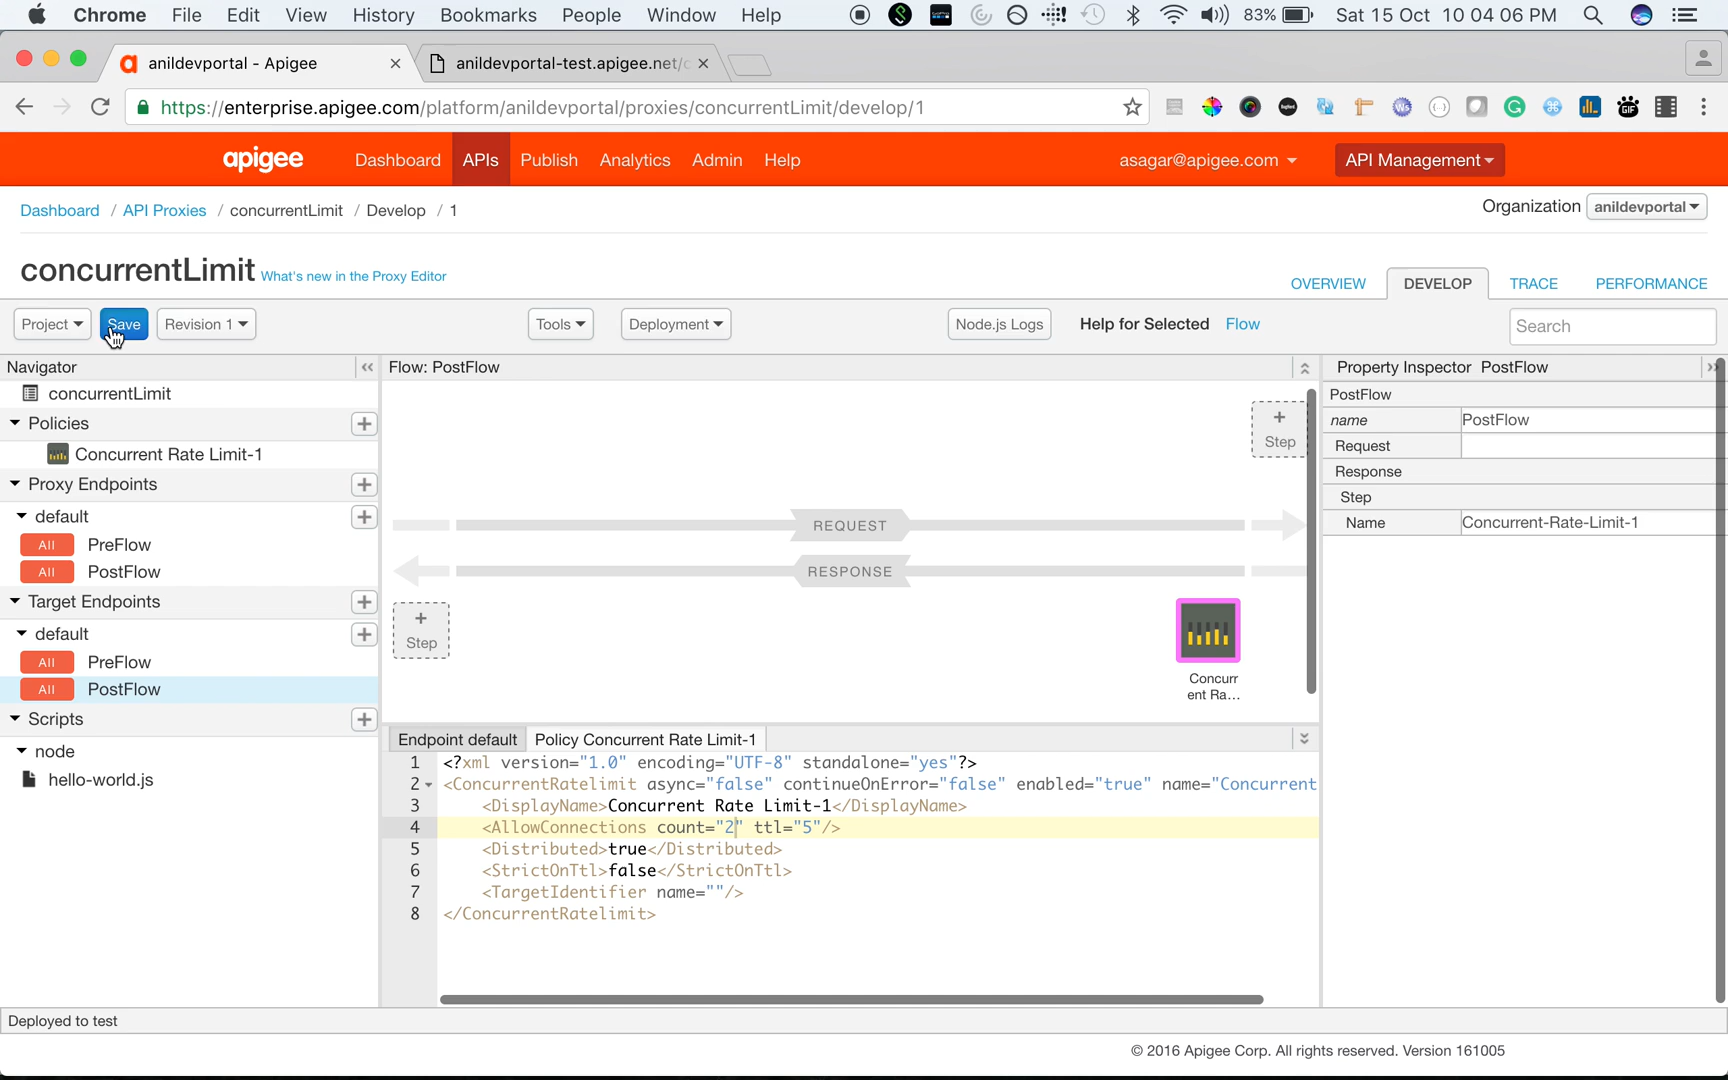 Chrome File Edit View History Bookmarks People Window Help 83% Sat 15 Oct 10 04 06 PM
anildevportal - Apigee anildevportal-test.apigee.net/c
https://enterprise.apigee.com/platform/anildevportal/proxies/concurrentLimit/develop/1
apigee Dashboard APIs Publish Analytics Admin Help asagar@apigee.com API Management
Dashboard / API Proxies / concurrentLimit / Develop / 1 Organization anildevportal
concurrentLimit What's new in the Proxy Editor OVERVIEW DEVELOP TRACE PERFORMANCE
Project Save Revision 1 Tools Deployment Node.js Logs Help for Selected Flow Search
Navigator
concurrentLimit
Policies
Concurrent Rate Limit-1
Proxy Endpoints
default
All PreFlow
All PostFlow
Target Endpoints
default
All PreFlow
All PostFlow
Scripts
node
hello-world.js
Flow: PostFlow
+
Step
REQUEST
RESPONSE
+
Step
Concurr
ent Ra...
Endpoint default Policy Concurrent Rate Limit-1
1 <?xml version="1.0" encoding="UTF-8" standalone="yes"?>
2 <ConcurrentRatelimit async="false" continueOnError="false" enabled="true" name="Concurrent
3 <DisplayName>Concurrent Rate Limit-1</DisplayName>
4 <AllowConnections count="2" ttl="5"/>
5 <Distributed>true</Distributed>
6 <StrictOnTtl>false</StrictOnTtl>
7 <TargetIdentifier name=""/>
8 </ConcurrentRatelimit>
Property Inspector PostFlow
PostFlow
name PostFlow
Request
Response
Step
Name Concurrent-Rate-Limit-1
Deployed to test
© 2016 Apigee Corp. All rights reserved. Version 161005